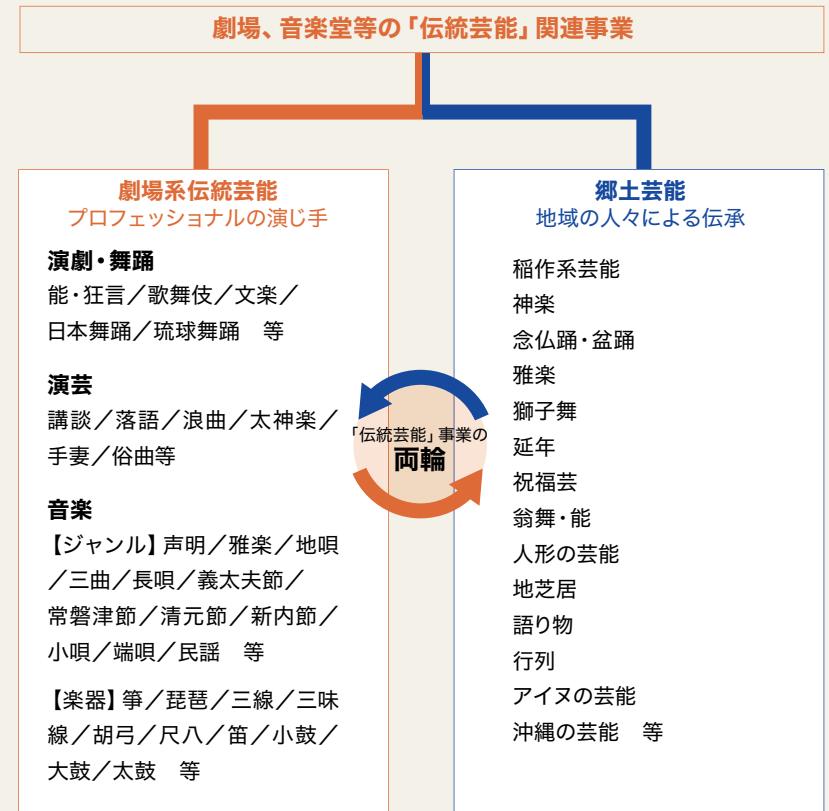 劇場、音楽堂等の「伝統芸能」関連事業
劇場系伝統芸能
プロフェッショナルの演じ手
演劇・舞踊
能・狂言／歌舞伎／文楽／
日本舞踊／琉球舞踊　等
演芸
講談／落語／浪曲／太神楽／
手妻／俗曲等
音楽
【ジャンル】声明／雅楽／地唄
／三曲／長唄／義太夫節／
常磐津節／清元節／新内節／
小唄／端唄／民謡　等
【楽器】箏／琵琶／三線／三味
線／胡弓／尺八／笛／小鼓／
大鼓／太鼓　等
「伝統芸能」事業の
両輪
郷土芸能
地域の人々による伝承
稲作系芸能
神楽
念仏踊・盆踊
雅楽
獅子舞
延年
祝福芸
翁舞・能
人形の芸能
地芝居
語り物
行列
アイヌの芸能
沖縄の芸能　等